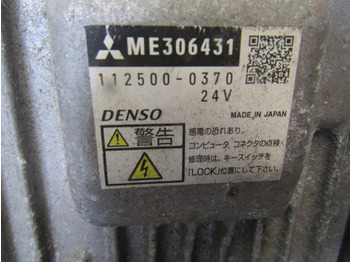 ME306431
112500-0370
24V
DENSO
MADE IN JAPAN
警告
感電の恐れあり。
コンピュータ、コネクタの点検・
修理時は、キースイッチを
「LOCK」位置にして下さい。